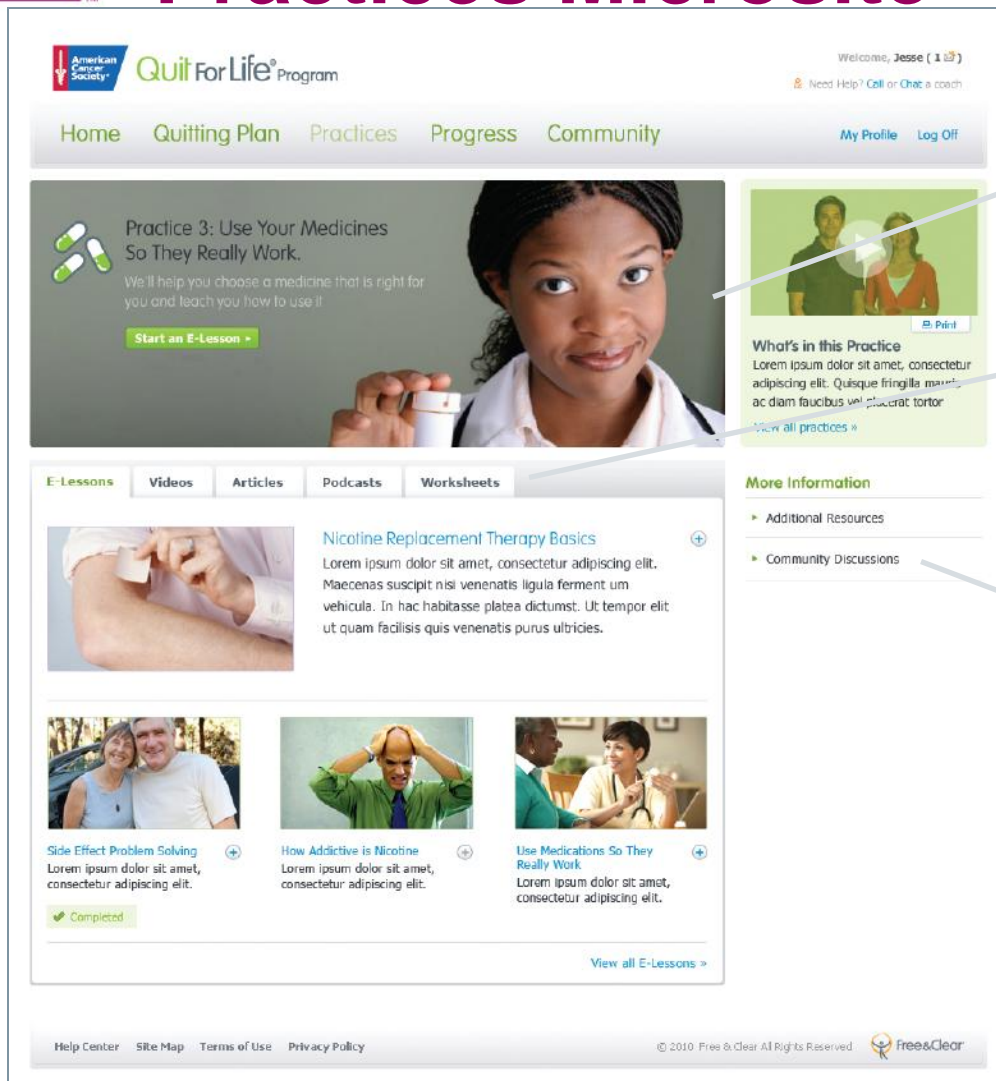 Practices Microsite
American Cancer Society®
Quit For Life® Program
Welcome, Jesse ( 1 )
Need Help? Call or Chat a coach
Home Quitting Plan Practices Progress Community
My Profile Log Off
Practice 3: Use Your Medicines
So They Really Work.
We'll help you choose a medicine that is right for
you and teach you how to use it
Start an E-Lesson
Print
What's in this Practice
Lorem ipsum dolor sit amet, consectetur
adipiscing elit. Quisque fringilla mauris
ac diam faucibus vel placerat tortor
View all practices »
E-Lessons Videos Articles Podcasts Worksheets
More Information
Additional Resources
Community Discussions
Nicotine Replacement Therapy Basics
Lorem ipsum dolor sit amet, consectetur adipiscing elit.
Maecenas suscipit nisi venenatis ligula ferment um
vehicula. In hac habitasse platea dictumst. Ut tempor elit
ut quam facilisis quis venenatis purus ultricies.
Side Effect Problem Solving
Lorem ipsum dolor sit amet,
consectetur adipiscing elit.
Completed
How Addictive is Nicotine
Lorem ipsum dolor sit amet,
consectetur adipiscing elit.
Use Medications So They
Really Work
Lorem ipsum dolor sit amet,
consectetur adipiscing elit.
View all E-Lessons »
Help Center Site Map Terms of Use Privacy Policy
© 2010 Free & Clear All Rights Reserved
Free&Clear